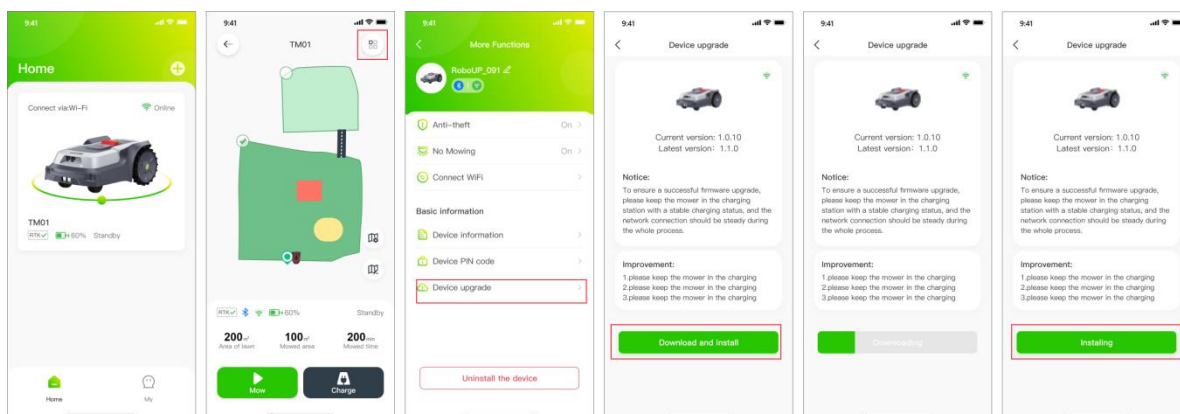 9:41
Home
Connect via:Wi-Fi
Online
TM01
RTK 60% Standby
Home
My
9:41
TM01
RTK 60%
Standby
200㎡
Area of lawn
100㎡
Mowed area
200min
Mowed time
Mow
Charge
9:41
More Functions
RoboUP_091
Anti-theft
On
No Mowing
On
Connect WiFi
Basic information
Device information
Device PIN code
Device upgrade
Uninstall the device
9:41
Device upgrade
Current version: 1.0.10
Latest version: 1.1.0
Notice:
To ensure a successful firmware upgrade,
please keep the mower in the charging
station with a stable charging status, and the
network connection should be steady during
the whole process.
Improvement:
1.please keep the mower in the charging
2.please keep the mower in the charging
3.please keep the mower in the charging
Download and install
9:41
Device upgrade
Current version: 1.0.10
Latest version: 1.1.0
Notice:
To ensure a successful firmware upgrade,
please keep the mower in the charging
station with a stable charging status, and the
network connection should be steady during
the whole process.
Improvement:
1.please keep the mower in the charging
2.please keep the mower in the charging
3.please keep the mower in the charging
Downloading
9:41
Device upgrade
Current version: 1.0.10
Latest version: 1.1.0
Notice:
To ensure a successful firmware upgrade,
please keep the mower in the charging
station with a stable charging status, and the
network connection should be steady during
the whole process.
Improvement:
1.please keep the mower in the charging
2.please keep the mower in the charging
3.please keep the mower in the charging
Instaling